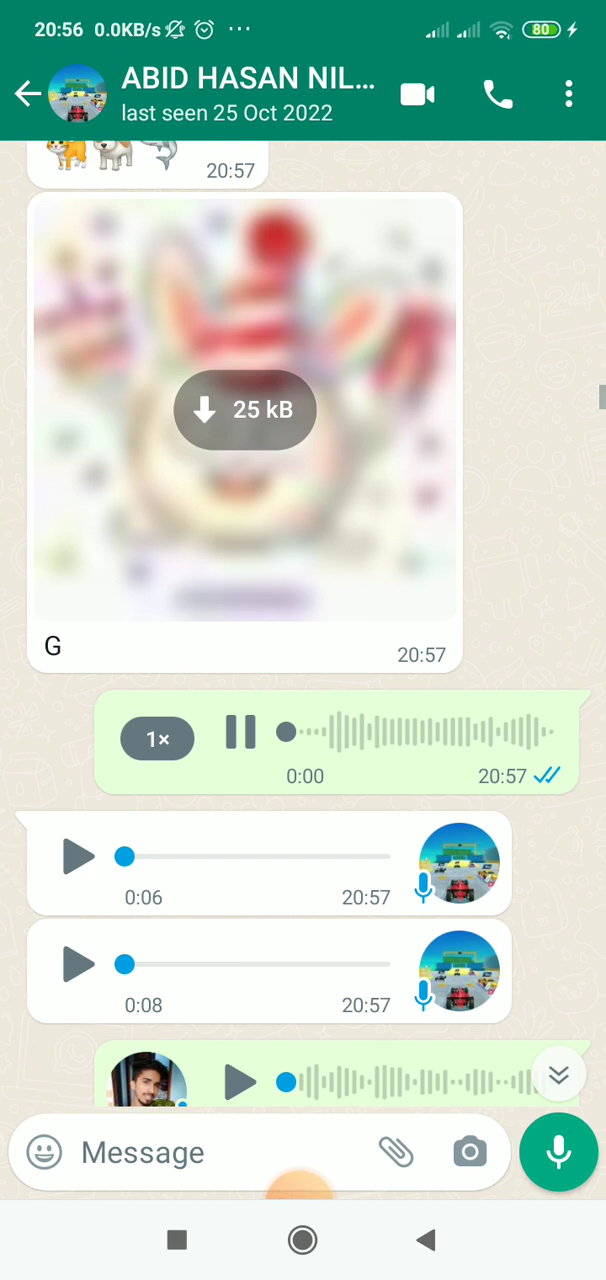 20:56 0.0KB/s 80
ABID HASAN NIL...
last seen 25 Oct 2022
20:57
25 kB
G
20:57
1×
0:00 20:57
0:06 20:57
0:08 20:57
Message